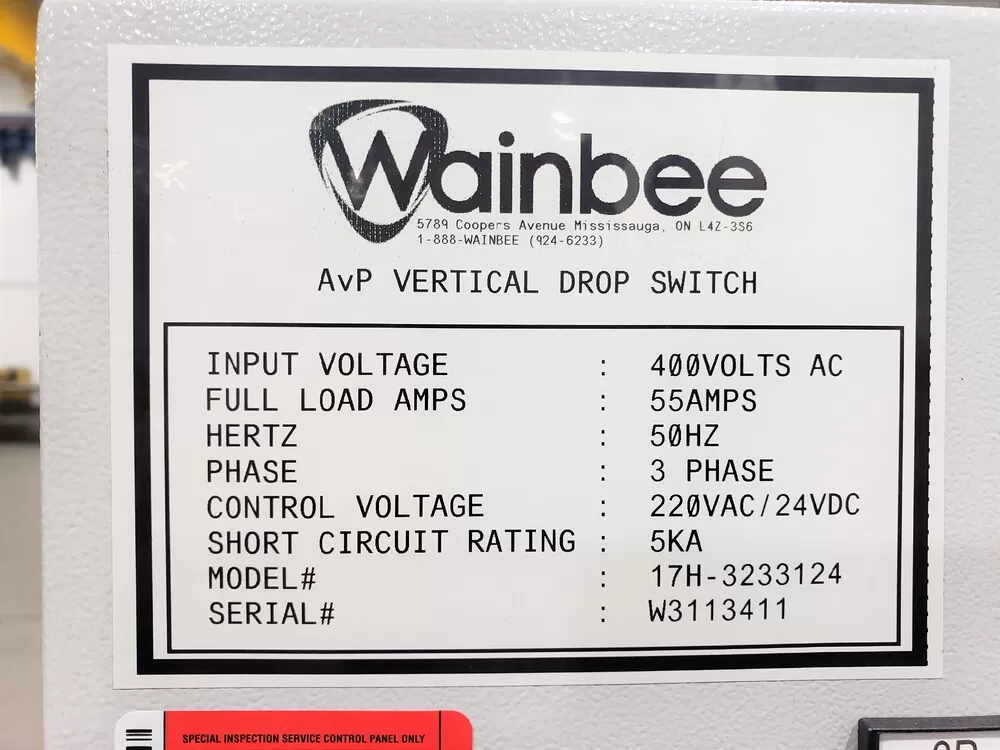 Wainbee
5789 Coopers Avenue Mississauga, ON L4Z-3S6
1-888-WAINBEE (924-6233)
AvP VERTICAL DROP SWITCH
INPUT VOLTAGE : 400VOLTS AC
FULL LOAD AMPS : 55AMPS
HERTZ : 50HZ
PHASE : 3 PHASE
CONTROL VOLTAGE : 220VAC/24VDC
SHORT CIRCUIT RATING : 5KA
MODEL# : 17H-3233124
SERIAL# : W3113411
SPECIAL INSPECTION SERVICE CONTROL PANEL ONLY